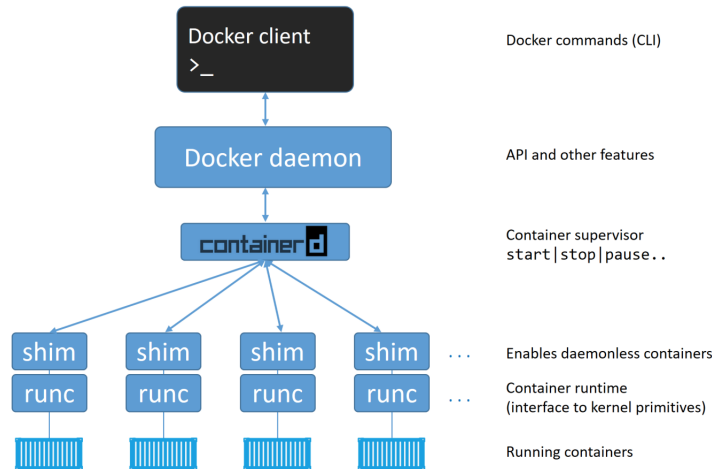 Docker client
>_
Docker commands (CLI)
Docker daemon
API and other features
containerd
Container supervisor
start|stop|pause..
shim
shim
shim
shim
...
Enables daemonless containers
runc
runc
runc
runc
...
Container runtime
(interface to kernel primitives)
Running containers